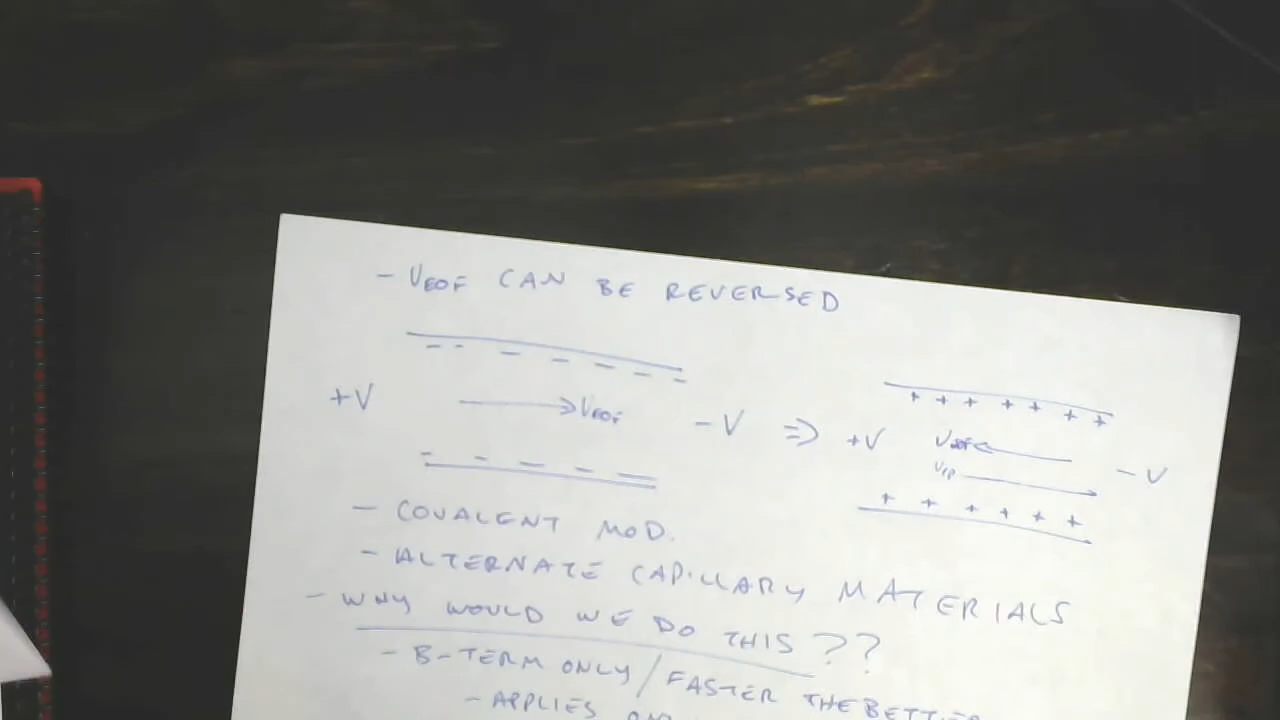 - VEOF CAN BE REVERSED
+V → VEOF - V ⇒ +V VEOF ← - V
Vep →
- COVALENT MOD.
- ALTERNATE CAPILLARY MATERIALS
- WHY WOULD WE DO THIS ??
- B-TERM ONLY / FASTER THE BETTER
- APPLIES